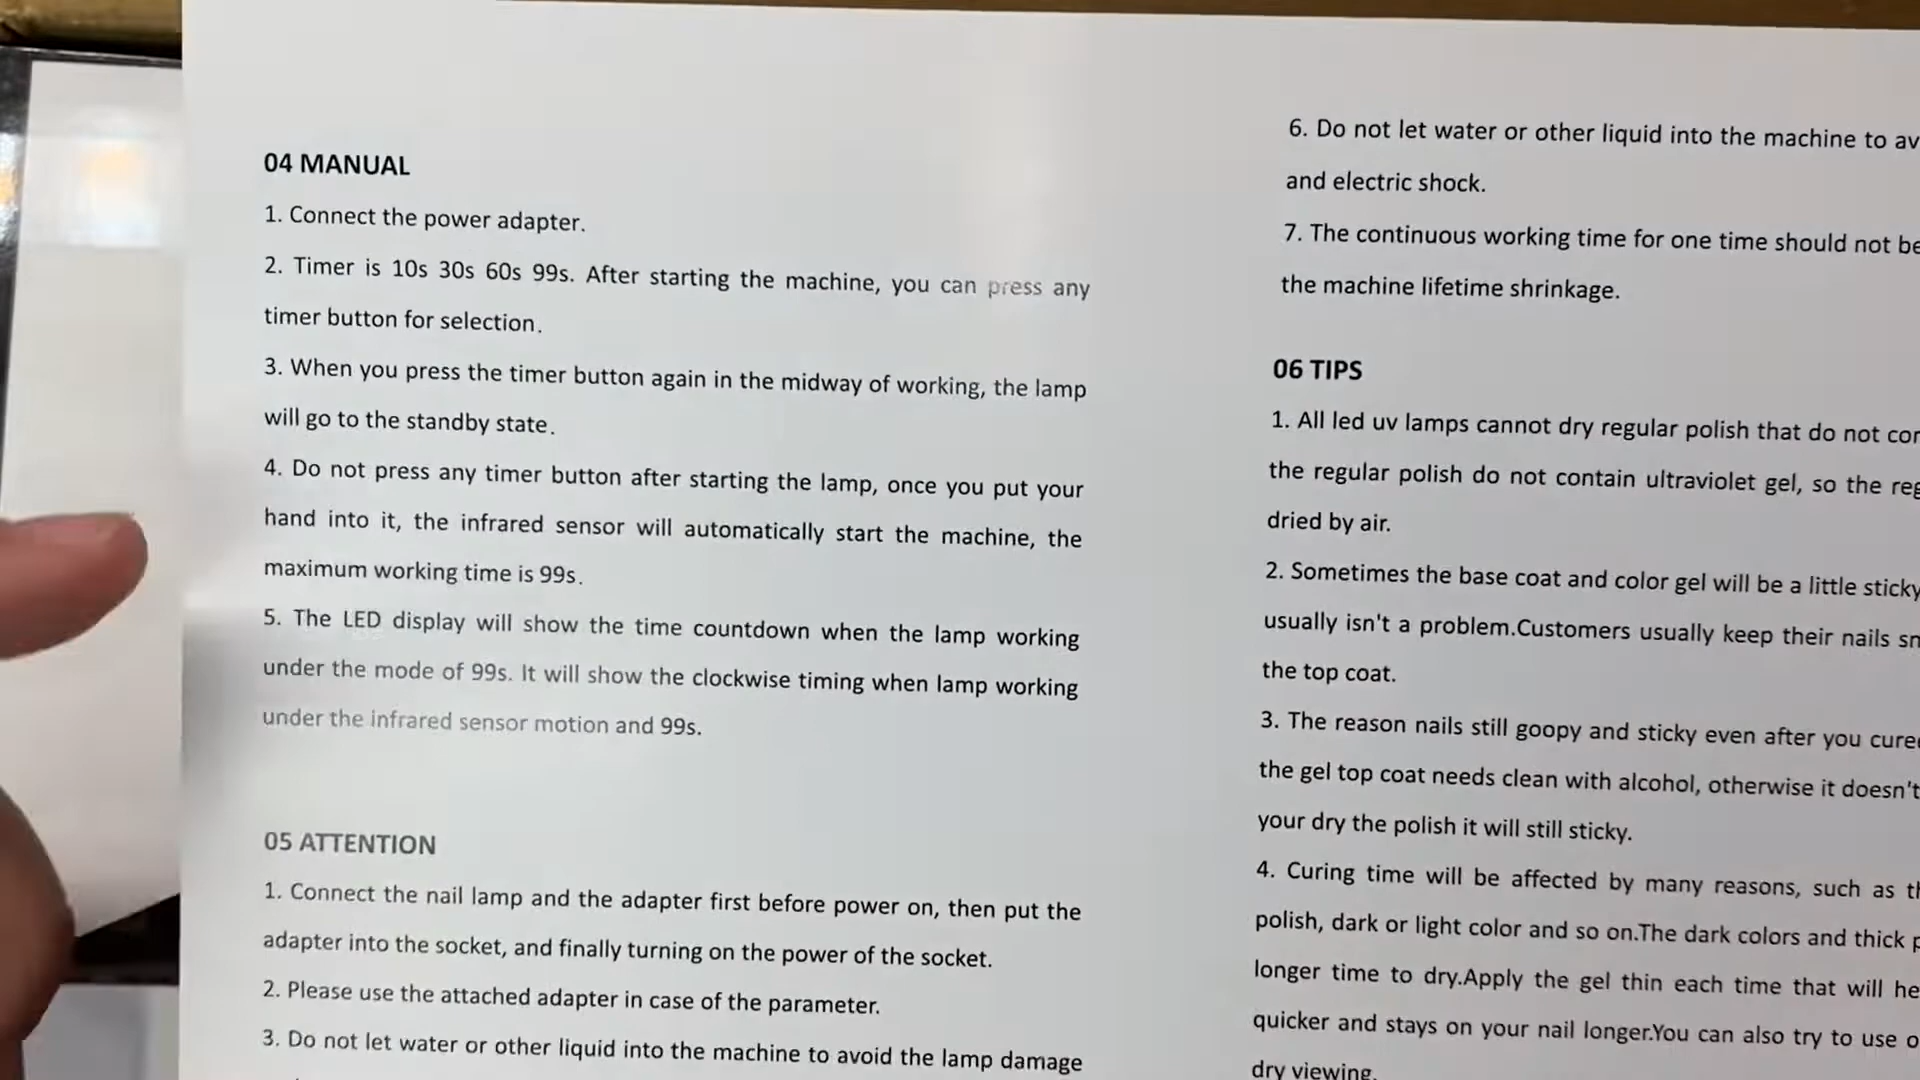 04 MANUAL
1. Connect the power adapter.
2. Timer is 10s 30s 60s 99s. After starting the machine, you can press any
timer button for selection.
3. When you press the timer button again in the midway of working, the lamp
will go to the standby state.
4. Do not press any timer button after starting the lamp, once you put your
hand into it, the infrared sensor will automatically start the machine, the
maximum working time is 99s.
5. The LED display will show the time countdown when the lamp working
under the mode of 99s. It will show the clockwise timing when lamp working
under the infrared sensor motion and 99s.
05 ATTENTION
1. Connect the nail lamp and the adapter first before power on, then put the
adapter into the socket, and finally turning on the power of the socket.
2. Please use the attached adapter in case of the parameter.
3. Do not let water or other liquid into the machine to avoid the lamp damage
6. Do not let water or other liquid into the machine to
and electric shock.
7. The continuous working time for one time should not
the machine lifetime shrinkage.
06 TIPS
1. All led uv lamps cannot dry regular polish that do not
the regular polish do not contain ultraviolet gel, so the
dried by air.
2. Sometimes the base coat and color gel will be a little sticky
usually isn't a problem.Customers usually keep their nails
the top coat.
3. The reason nails still goopy and sticky even after you
the gel top coat needs clean with alcohol, otherwise it doesn't
your dry the polish it will still sticky.
4. Curing time will be affected by many reasons, such as
polish, dark or light color and so on.The dark colors and thick
longer time to dry.Apply the gel thin each time that will
quicker and stays on your nail longer.You can also try to use
dry viewing.